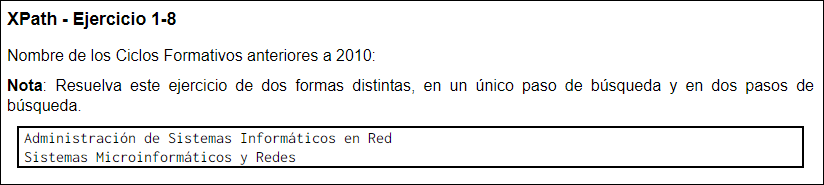 XPath - Ejercicio 1-8
Nombre de los Ciclos Formativos anteriores a 2010:
Nota: Resuelva este ejercicio de dos formas distintas, en un único paso de búsqueda y en dos pasos de
búsqueda.
Administración de Sistemas Informáticos en Red
Sistemas Microinformáticos y Redes